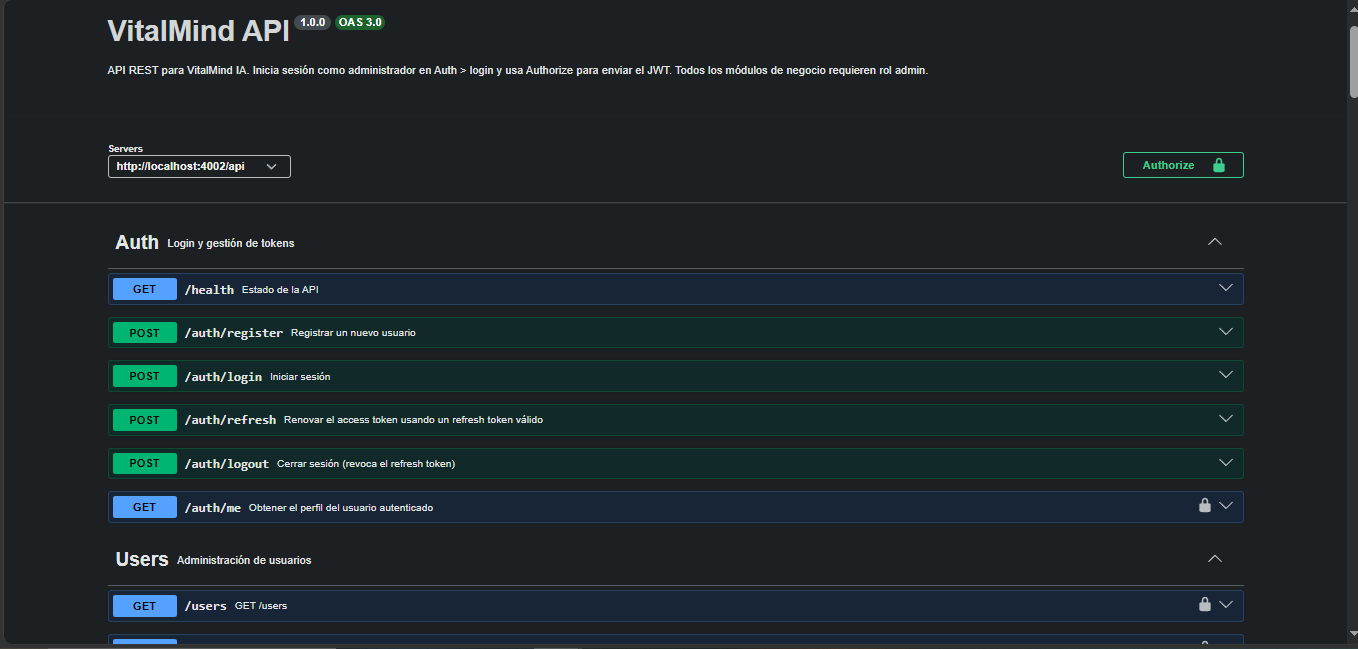 VitalMind API 1.0.0 OAS 3.0
API REST para VitalMind IA. Inicia sesión como administrador en Auth > login y usa Authorize para enviar el JWT. Todos los módulos de negocio requieren rol admin.
Servers
http://localhost:4002/api
Authorize
Auth Login y gestión de tokens
GET /health Estado de la API
POST /auth/register Registrar un nuevo usuario
POST /auth/login Iniciar sesión
POST /auth/refresh Renovar el access token usando un refresh token válido
POST /auth/logout Cerrar sesión (revoca el refresh token)
GET /auth/me Obtener el perfil del usuario autenticado
Users Administración de usuarios
GET /users GET /users